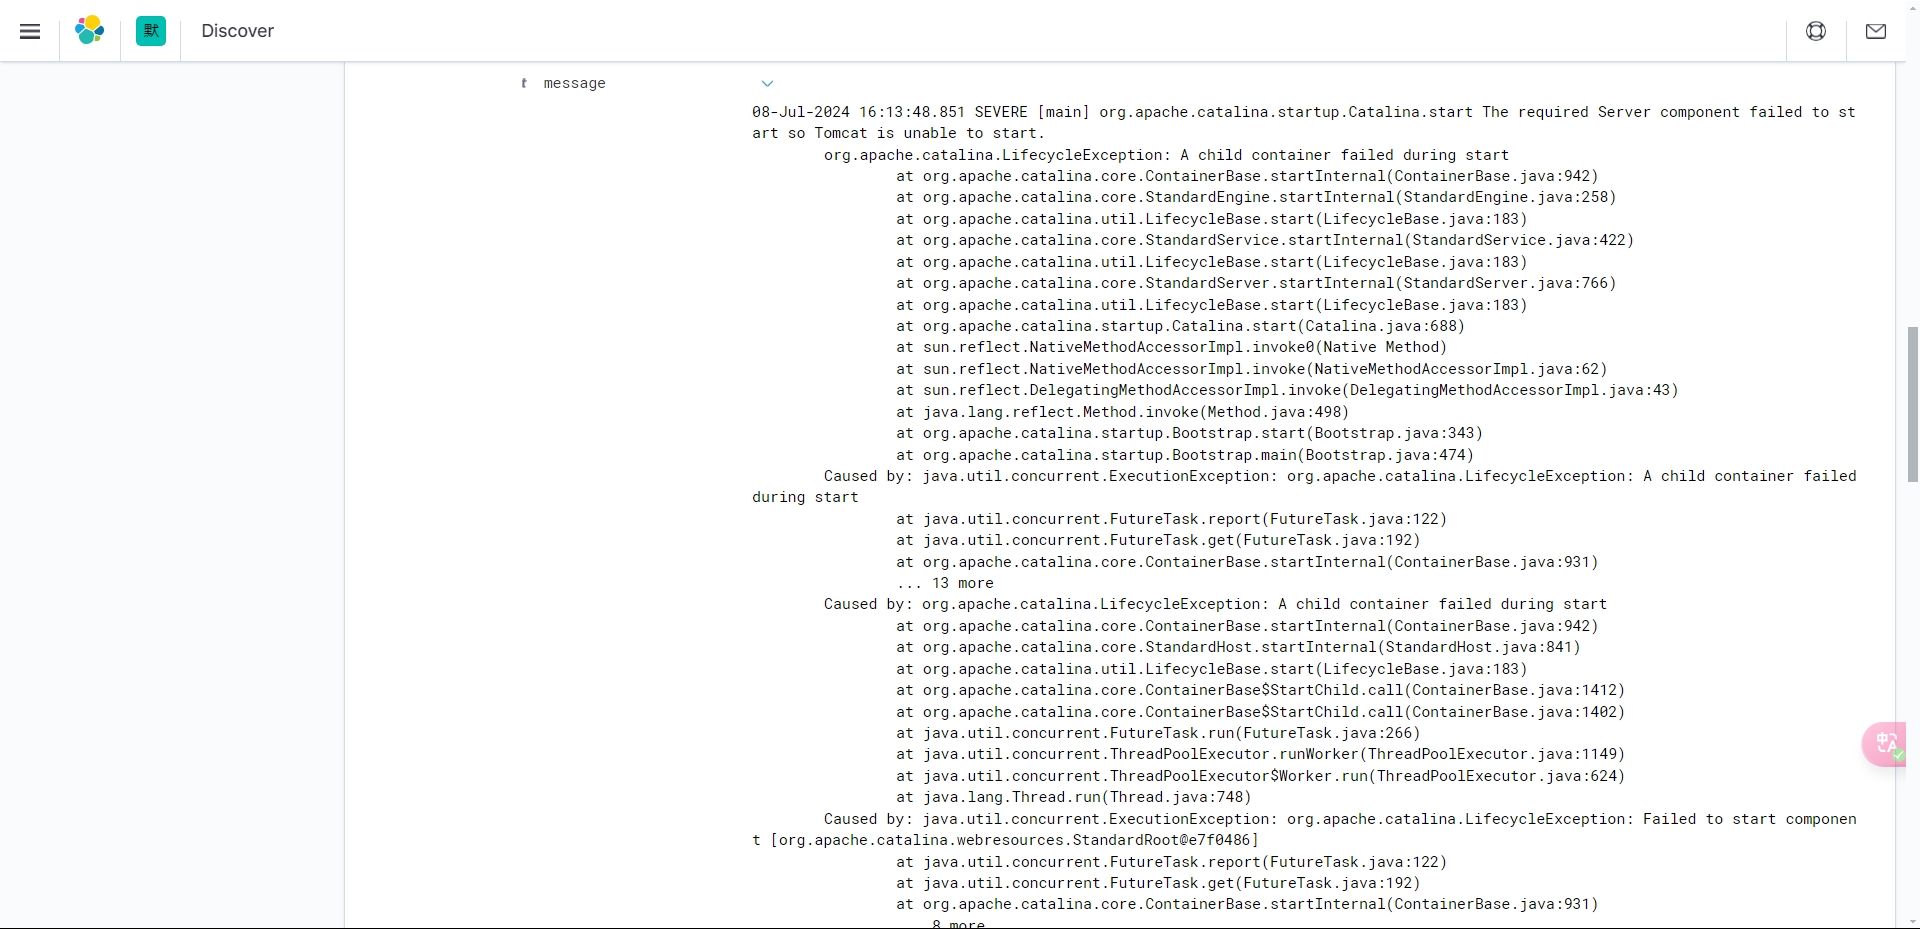 默
Discover
t message
08-Jul-2024 16:13:48.851 SEVERE [main] org.apache.catalina.startup.Catalina.start The required Server component failed to st
art so Tomcat is unable to start.
org.apache.catalina.LifecycleException: A child container failed during start
at org.apache.catalina.core.ContainerBase.startInternal(ContainerBase.java:942)
at org.apache.catalina.core.StandardEngine.startInternal(StandardEngine.java:258)
at org.apache.catalina.util.LifecycleBase.start(LifecycleBase.java:183)
at org.apache.catalina.core.StandardService.startInternal(StandardService.java:422)
at org.apache.catalina.util.LifecycleBase.start(LifecycleBase.java:183)
at org.apache.catalina.core.StandardServer.startInternal(StandardServer.java:766)
at org.apache.catalina.util.LifecycleBase.start(LifecycleBase.java:183)
at org.apache.catalina.startup.Catalina.start(Catalina.java:688)
at sun.reflect.NativeMethodAccessorImpl.invoke0(Native Method)
at sun.reflect.NativeMethodAccessorImpl.invoke(NativeMethodAccessorImpl.java:62)
at sun.reflect.DelegatingMethodAccessorImpl.invoke(DelegatingMethodAccessorImpl.java:43)
at java.lang.reflect.Method.invoke(Method.java:498)
at org.apache.catalina.startup.Bootstrap.start(Bootstrap.java:343)
at org.apache.catalina.startup.Bootstrap.main(Bootstrap.java:474)
Caused by: java.util.concurrent.ExecutionException: org.apache.catalina.LifecycleException: A child container failed
during start
at java.util.concurrent.FutureTask.report(FutureTask.java:122)
at java.util.concurrent.FutureTask.get(FutureTask.java:192)
at org.apache.catalina.core.ContainerBase.startInternal(ContainerBase.java:931)
... 13 more
Caused by: org.apache.catalina.LifecycleException: A child container failed during start
at org.apache.catalina.core.ContainerBase.startInternal(ContainerBase.java:942)
at org.apache.catalina.core.StandardHost.startInternal(StandardHost.java:841)
at org.apache.catalina.util.LifecycleBase.start(LifecycleBase.java:183)
at org.apache.catalina.core.ContainerBase$StartChild.call(ContainerBase.java:1412)
at org.apache.catalina.core.ContainerBase$StartChild.call(ContainerBase.java:1402)
at java.util.concurrent.FutureTask.run(FutureTask.java:266)
at java.util.concurrent.ThreadPoolExecutor.runWorker(ThreadPoolExecutor.java:1149)
at java.util.concurrent.ThreadPoolExecutor$Worker.run(ThreadPoolExecutor.java:624)
at java.lang.Thread.run(Thread.java:748)
Caused by: java.util.concurrent.ExecutionException: org.apache.catalina.LifecycleException: Failed to start componen
t [org.apache.catalina.webresources.StandardRoot@e7f0486]
at java.util.concurrent.FutureTask.report(FutureTask.java:122)
at java.util.concurrent.FutureTask.get(FutureTask.java:192)
at org.apache.catalina.core.ContainerBase.startInternal(ContainerBase.java:931)
8 more